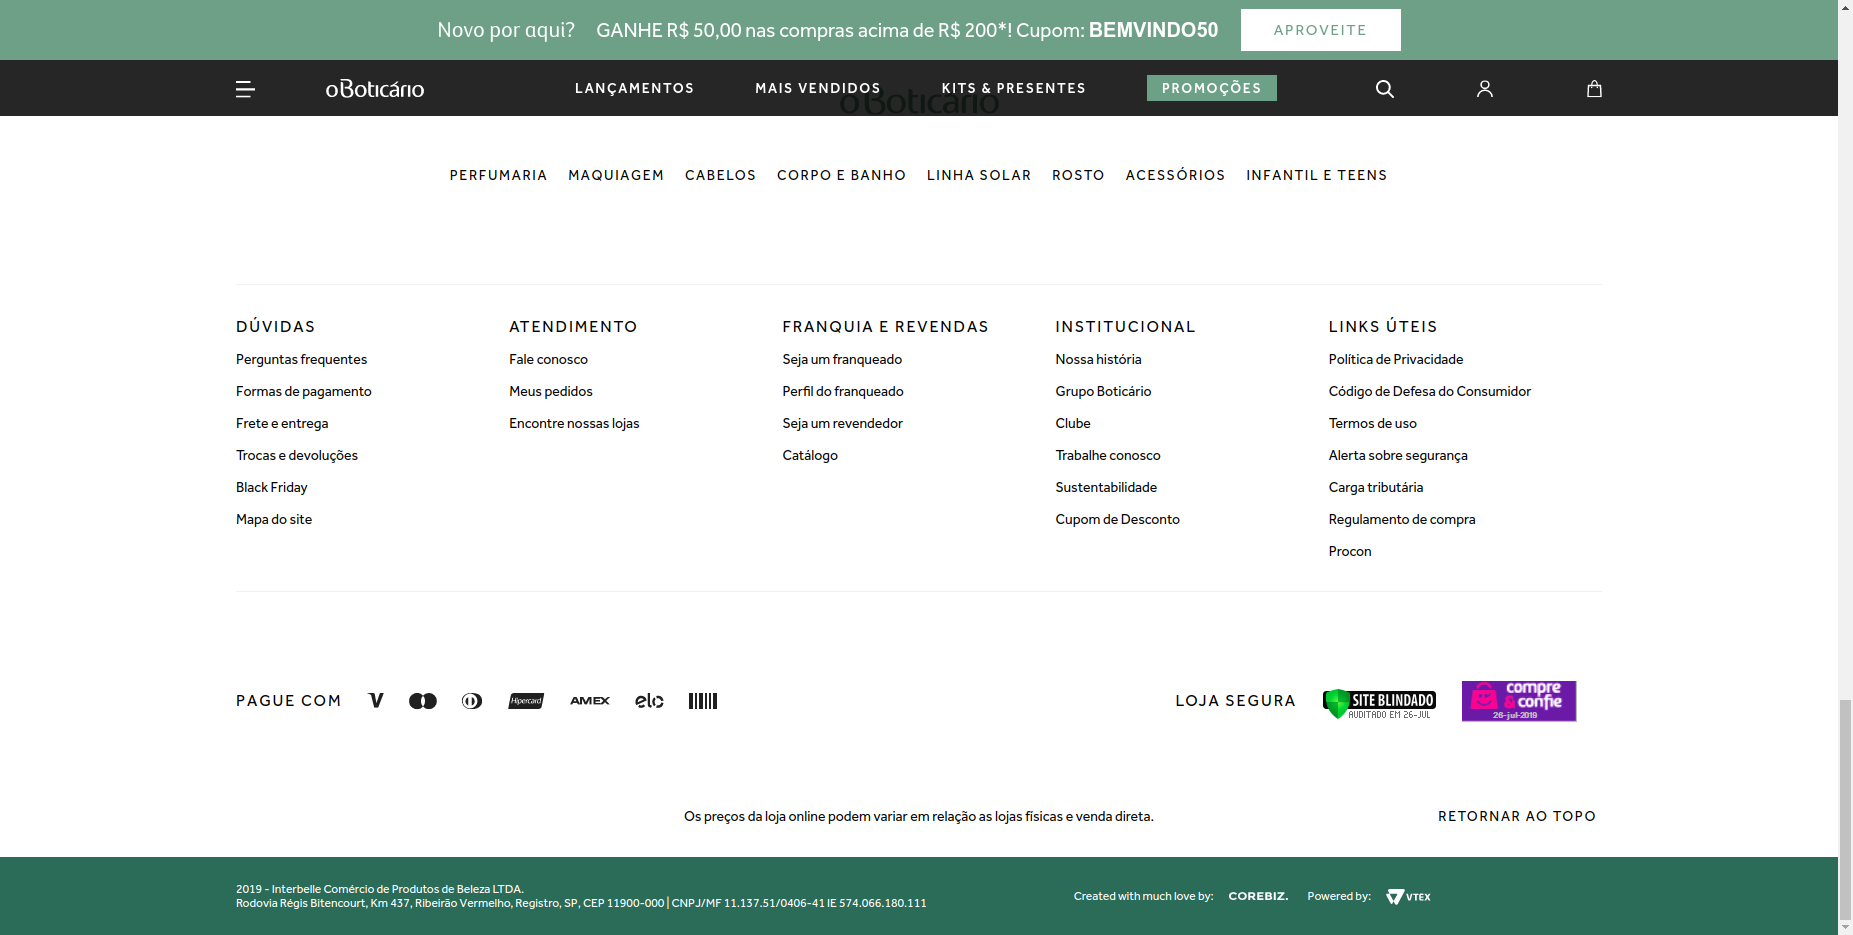 Novo por aqui? GANHE R$ 50,00 nas compras acima de R$ 200*! Cupom: BEMVINDO50 APROVEITE
oBoticário LANÇAMENTOS MAIS VENDIDOS KITS & PRESENTES PROMOÇÕES
oBoticário
PERFUMARIA MAQUIAGEM CABELOS CORPO E BANHO LINHA SOLAR ROSTO ACESSÓRIOS INFANTIL E TEENS
DÚVIDAS
Perguntas frequentes
Formas de pagamento
Frete e entrega
Trocas e devoluções
Black Friday
Mapa do site
ATENDIMENTO
Fale conosco
Meus pedidos
Encontre nossas lojas
FRANQUIA E REVENDAS
Seja um franqueado
Perfil do franqueado
Seja um revendedor
Catálogo
INSTITUCIONAL
Nossa história
Grupo Boticário
Clube
Trabalhe conosco
Sustentabilidade
Cupom de Desconto
LINKS ÚTEIS
Política de Privacidade
Código de Defesa do Consumidor
Termos de uso
Alerta sobre segurança
Carga tributária
Regulamento de compra
Procon
PAGUE COM V Hipercard AMEX elo
LOJA SEGURA
SITE BLINDADO
AUDITADO EM 26-JUL
compre
&confie
26-jul-2019
Os preços da loja online podem variar em relação as lojas físicas e venda direta.
RETORNAR AO TOPO
2019 - Interbelle Comércio de Produtos de Beleza LTDA.
Rodovia Régis Bitencourt, Km 437, Ribeirão Vermelho, Registro, SP, CEP 11900-000 | CNPJ/MF 11.137.51/0406-41 IE 574.066.180.111
Created with much love by: COREBIZ. Powered by: VTEX